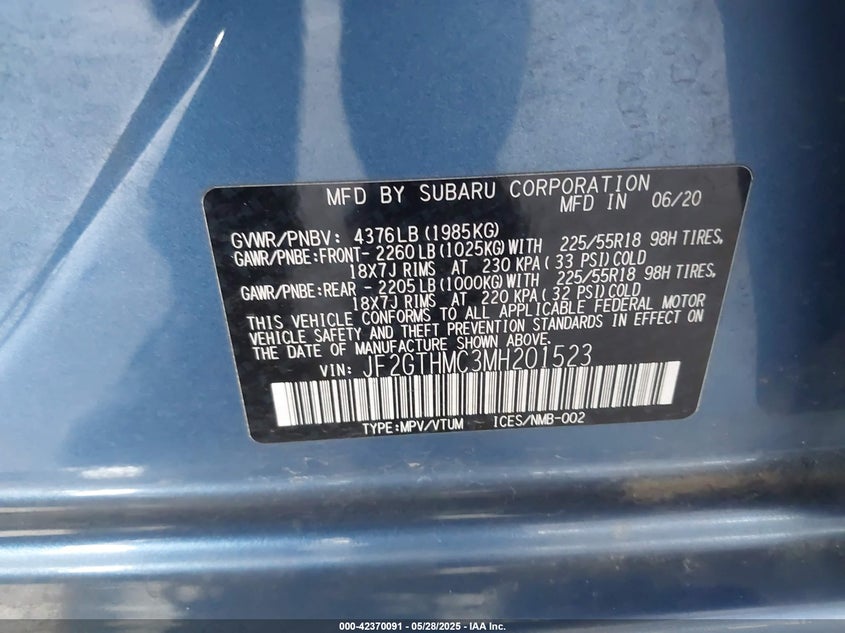 MFD BY SUBARU CORPORATION
MFD IN 06/20
GVWR/PNBV: 4376LB(1985KG)
GAWR/PNBE:FRONT- 2260LB(1025KG)WITH 225/55R18 98H TIRES,
18X7J RIMS AT 230 KPA( 33 PSI)COLD
GAWR/PNBE:REAR - 2205LB(1000KG)WITH 225/55R18 98H TIRES,
18X7J RIMS AT 220 KPA( 32 PSI)COLD
THIS VEHICLE CONFORMS TO ALL APPLICABLE FEDERAL MOTOR
VEHICLE SAFETY AND THEFT PREVENTION STANDARDS IN EFFECT ON
THE DATE OF MANUFACTURE SHOWN ABOVE.
VIN: JF2GTHMC3MH201523
TYPE:MPV/VTUM ICES/NMB-002
000-42370091 - 05/28/2025 - IAA Inc.